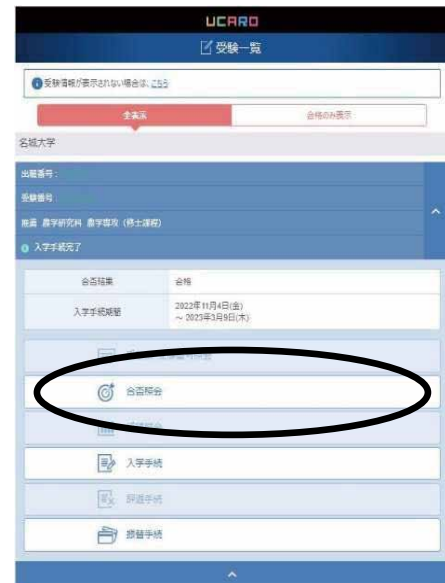 UCARO
受験一覧
受験情報が表示されない場合は、こちら
全表示
合格のみ表示
名城大学
出願番号:
受験番号:
推薦 農学研究科 農学専攻 (修士課程)
入学手続完了
合否結果
合格
入学手続期間
2022年11月4日(金)
~ 2023年3月9日(木)
合否照会
入学手続
辞退手続
振替手続